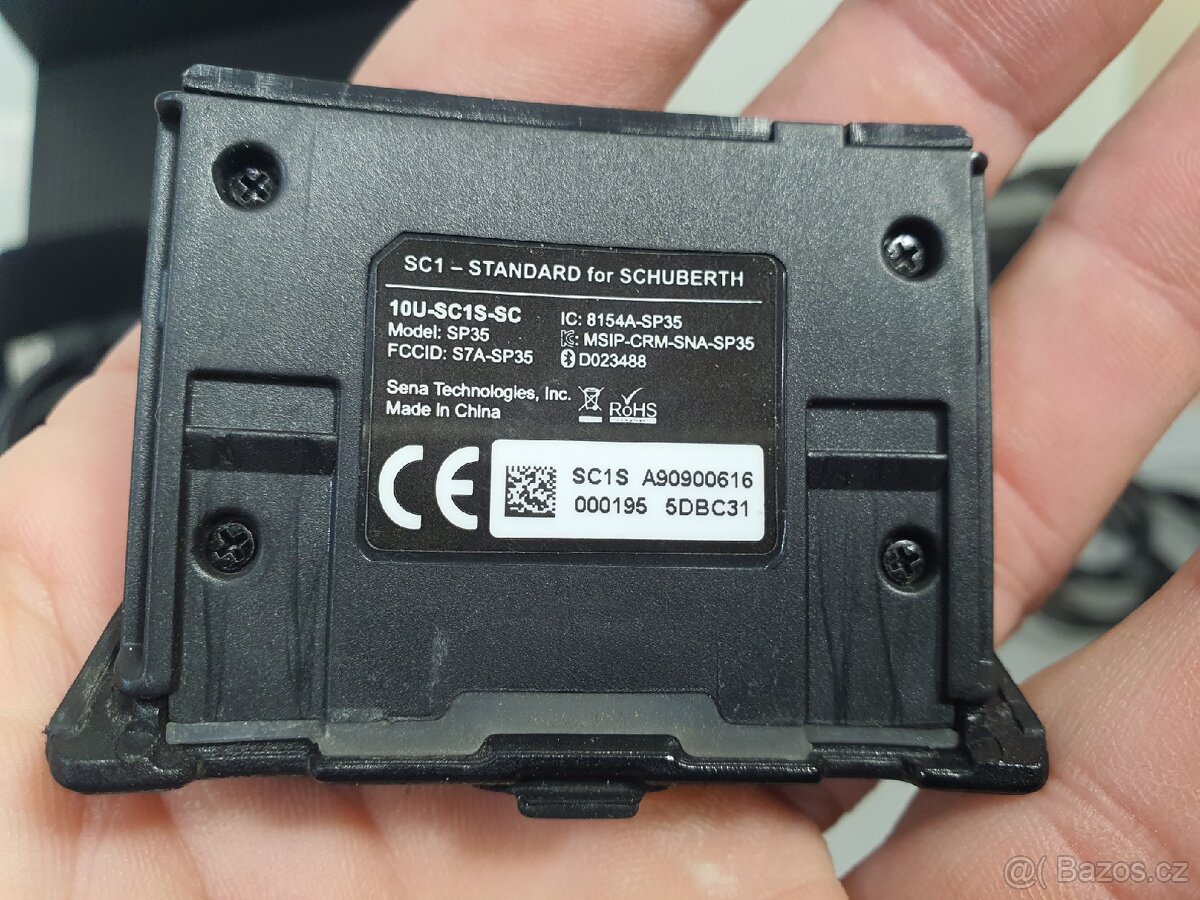 SC1 – STANDARD for SCHUBERTH
10U-SC1S-SC
Model: SP35
FCCID: S7A-SP35
IC: 8154A-SP35
MSIP-CRM-SNA-SP35
D023488
Sena Technologies, Inc.
Made in China
RoHS
CE
SC1S A90900616
000195 5DBC31
@( Bazos.cz